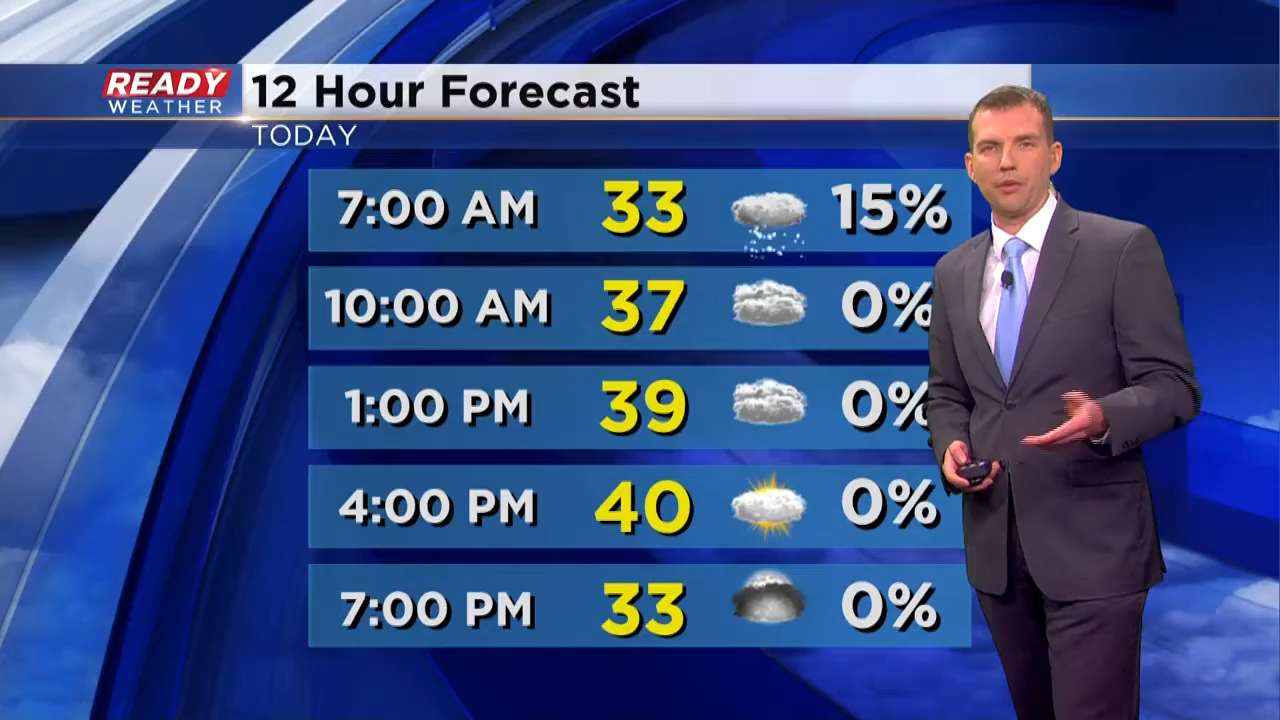 READY
WEATHER
12 Hour Forecast
TODAY
7:00 AM 33 15%
10:00 AM 37 0%
1:00 PM 39 0%
4:00 PM 40 0%
7:00 PM 33 0%